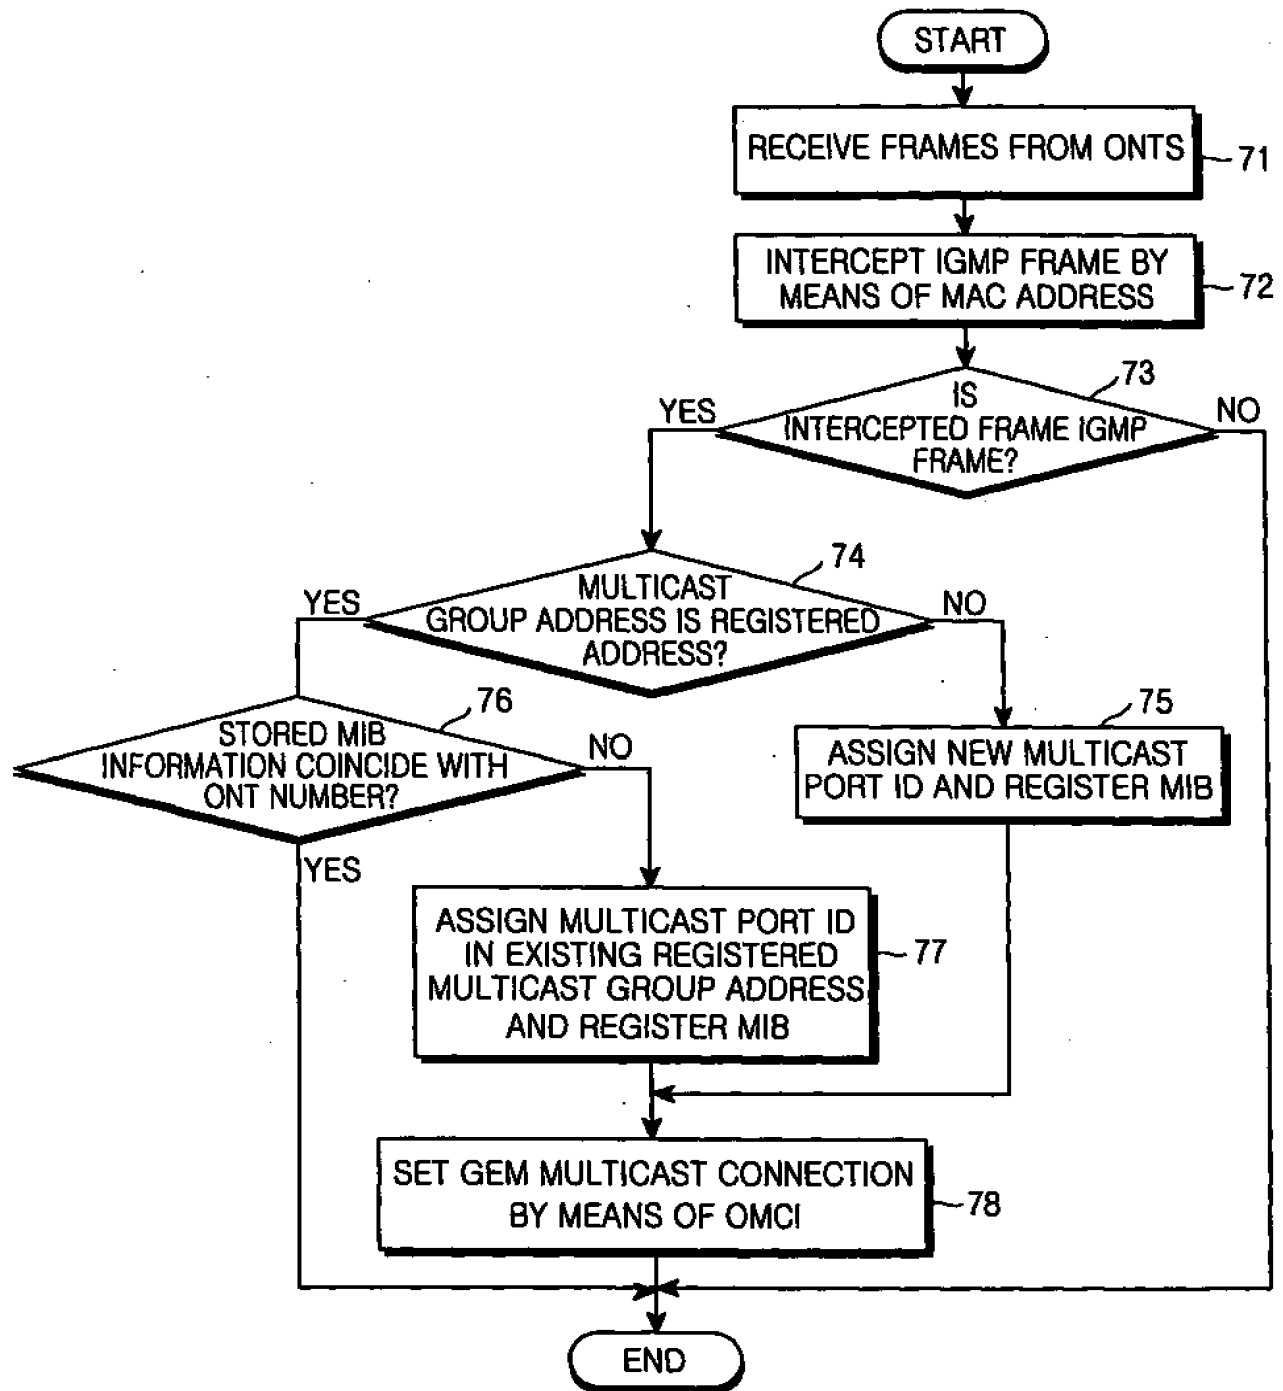 START
RECEIVE FRAMES FROM ONTS
71
INTERCEPT IGMP FRAME BY
MEANS OF MAC ADDRESS
72
73
IS
INTERCEPTED FRAME IGMP
FRAME?
YES
NO
74
MULTICAST
GROUP ADDRESS IS REGISTERED
ADDRESS?
YES
NO
76
STORED MIB
INFORMATION COINCIDE WITH
ONT NUMBER?
NO
YES
75
ASSIGN NEW MULTICAST
PORT ID AND REGISTER MIB
ASSIGN MULTICAST PORT ID
IN EXISTING REGISTERED
MULTICAST GROUP ADDRESS
AND REGISTER MIB
77
SET GEM MULTICAST CONNECTION
BY MEANS OF OMCI
78
END